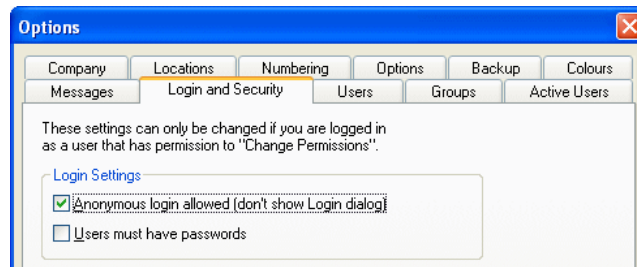 Options
Company Locations Numbering Options Backup Colours
Messages Login and Security Users Groups Active Users
These settings can only be changed if you are logged in
as a user that has permission to "Change Permissions".
Login Settings
Anonymous login allowed (don't show Login dialog)
Users must have passwords